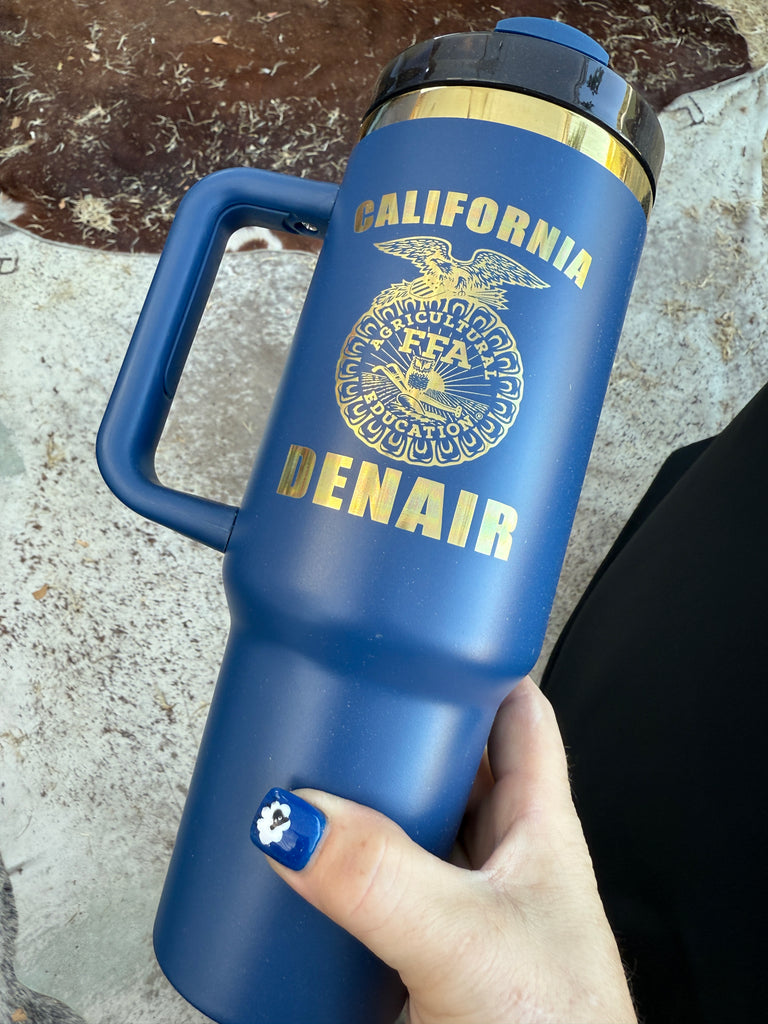 CALIFORNIA
AGRICULTURAL
FFA
EDUCATION®
DENAIR